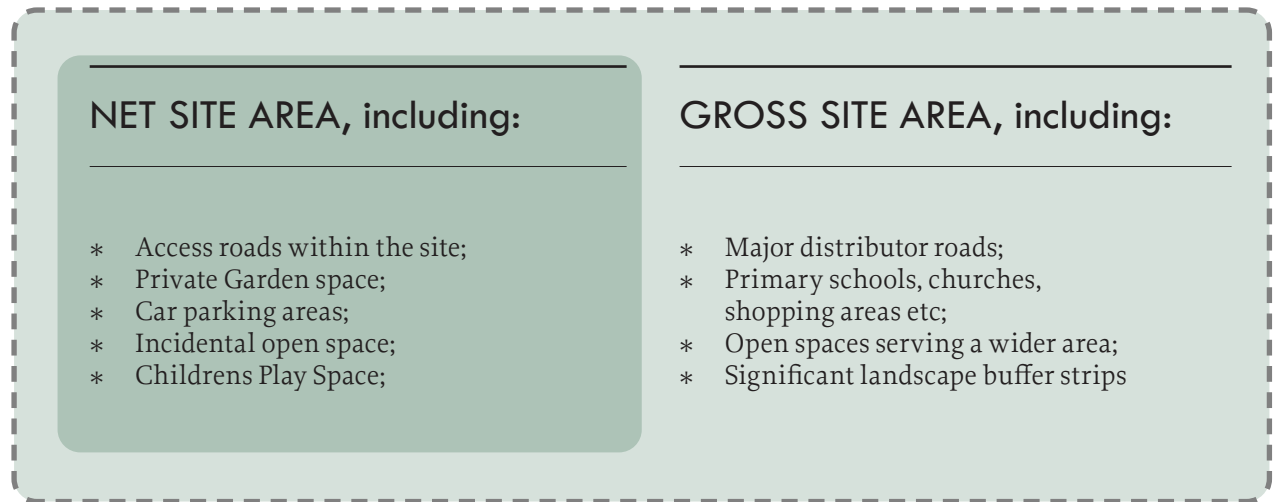 NET SITE AREA, including:
* Access roads within the site;
* Private Garden space;
* Car parking areas;
* Incidental open space;
* Childrens Play Space;
GROSS SITE AREA, including:
* Major distributor roads;
* Primary schools, churches,
shopping areas etc;
* Open spaces serving a wider area;
* Significant landscape buffer strips